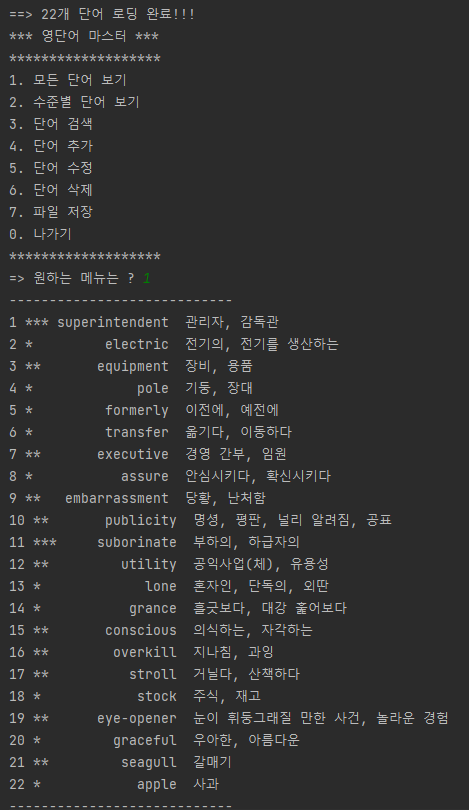 ==> 22개 단어 로딩 완료!!!
*** 영단어 마스터 ***
*******************
1. 모든 단어 보기
2. 수준별 단어 보기
3. 단어 검색
4. 단어 추가
5. 단어 수정
6. 단어 삭제
7. 파일 저장
0. 나가기
*******************
=> 원하는 메뉴는 ? 1
----------------------------
1 *** superintendent 관리자, 감독관
2 * electric 전기의, 전기를 생산하는
3 ** equipment 장비, 용품
4 * pole 기둥, 장대
5 * formerly 이전에, 예전에
6 * transfer 옮기다, 이동하다
7 ** executive 경영 간부, 임원
8 * assure 안심시키다, 확신시키다
9 ** embarrassment 당황, 난처함
10 ** publicity 명성, 평판, 널리 알려짐, 공표
11 *** suborinate 부하의, 하급자의
12 ** utility 공익사업(체), 유용성
13 * lone 혼자인, 단독의, 외딴
14 * grance 흘긋보다, 대강 훑어보다
15 ** conscious 의식하는, 자각하는
16 ** overkill 지나침, 과잉
17 ** stroll 거닐다, 산책하다
18 * stock 주식, 재고
19 ** eye-opener 눈이 휘둥그래질 만한 사건, 놀라운 경험
20 * graceful 우아한, 아름다운
21 ** seagull 갈매기
22 * apple 사과
----------------------------